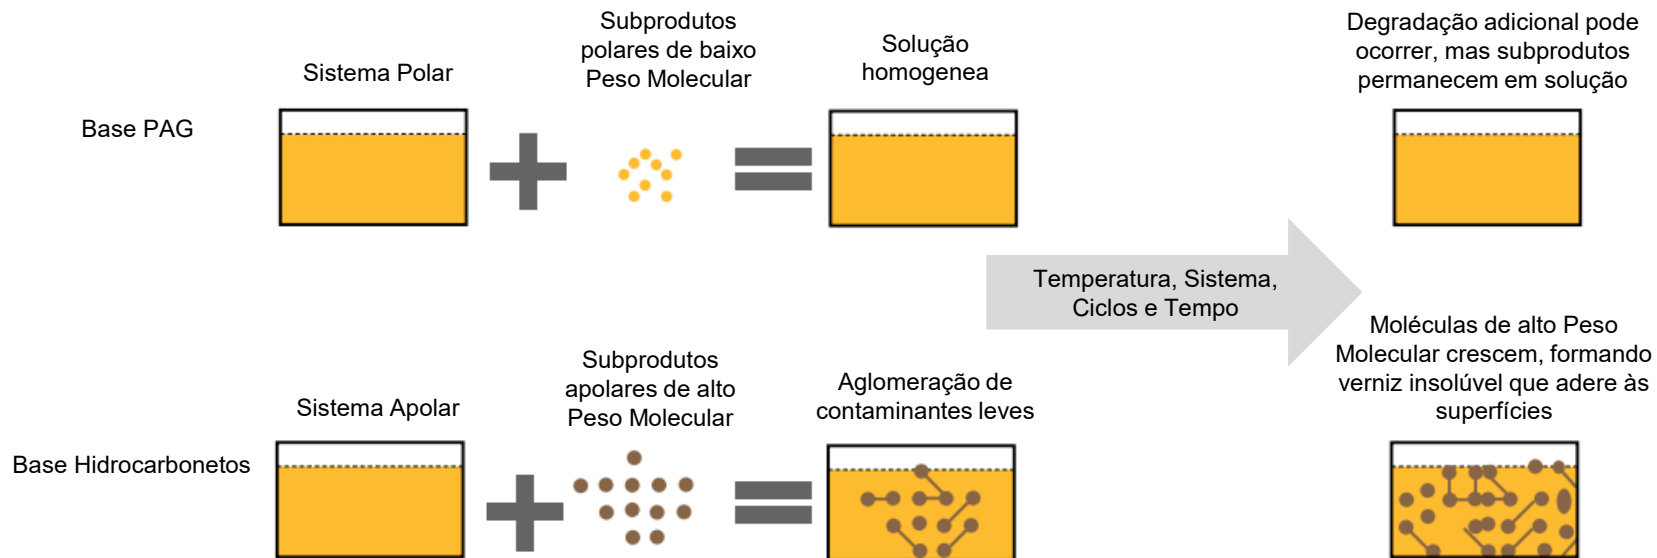 Base PAG
Sistema Polar
Subprodutos
polares de baixo
Peso Molecular
Solução
homogenea
Degradação adicional pode
ocorrer, mas subprodutos
permanecem em solução
Temperatura, Sistema,
Ciclos e Tempo
Base Hidrocarbonetos
Sistema Apolar
Subprodutos
apolares de alto
Peso Molecular
Aglomeração de
contaminantes leves
Moléculas de alto Peso
Molecular crescem, formando
verniz insolúvel que adere às
superfícies